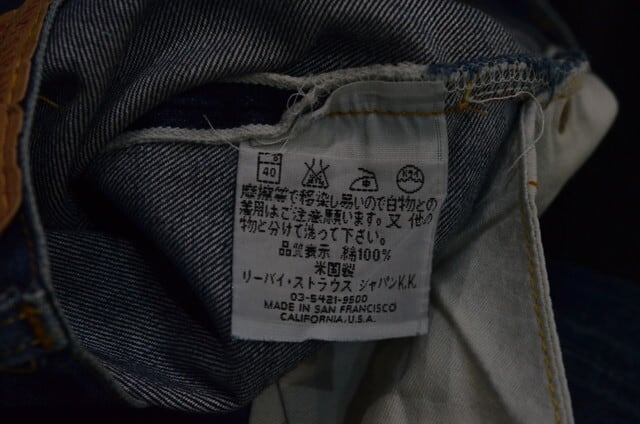 40 ドライ
摩擦等で移染し易いので白物との
着用はご注意願います。又 他の
物と分けて洗って下さい。
品質表示 綿100%
米国製
リーバイ・ストラウス ジャパンK.K.
03-5421-9500
MADE IN SAN FRANCISCO
CALIFORNIA, U.S.A.